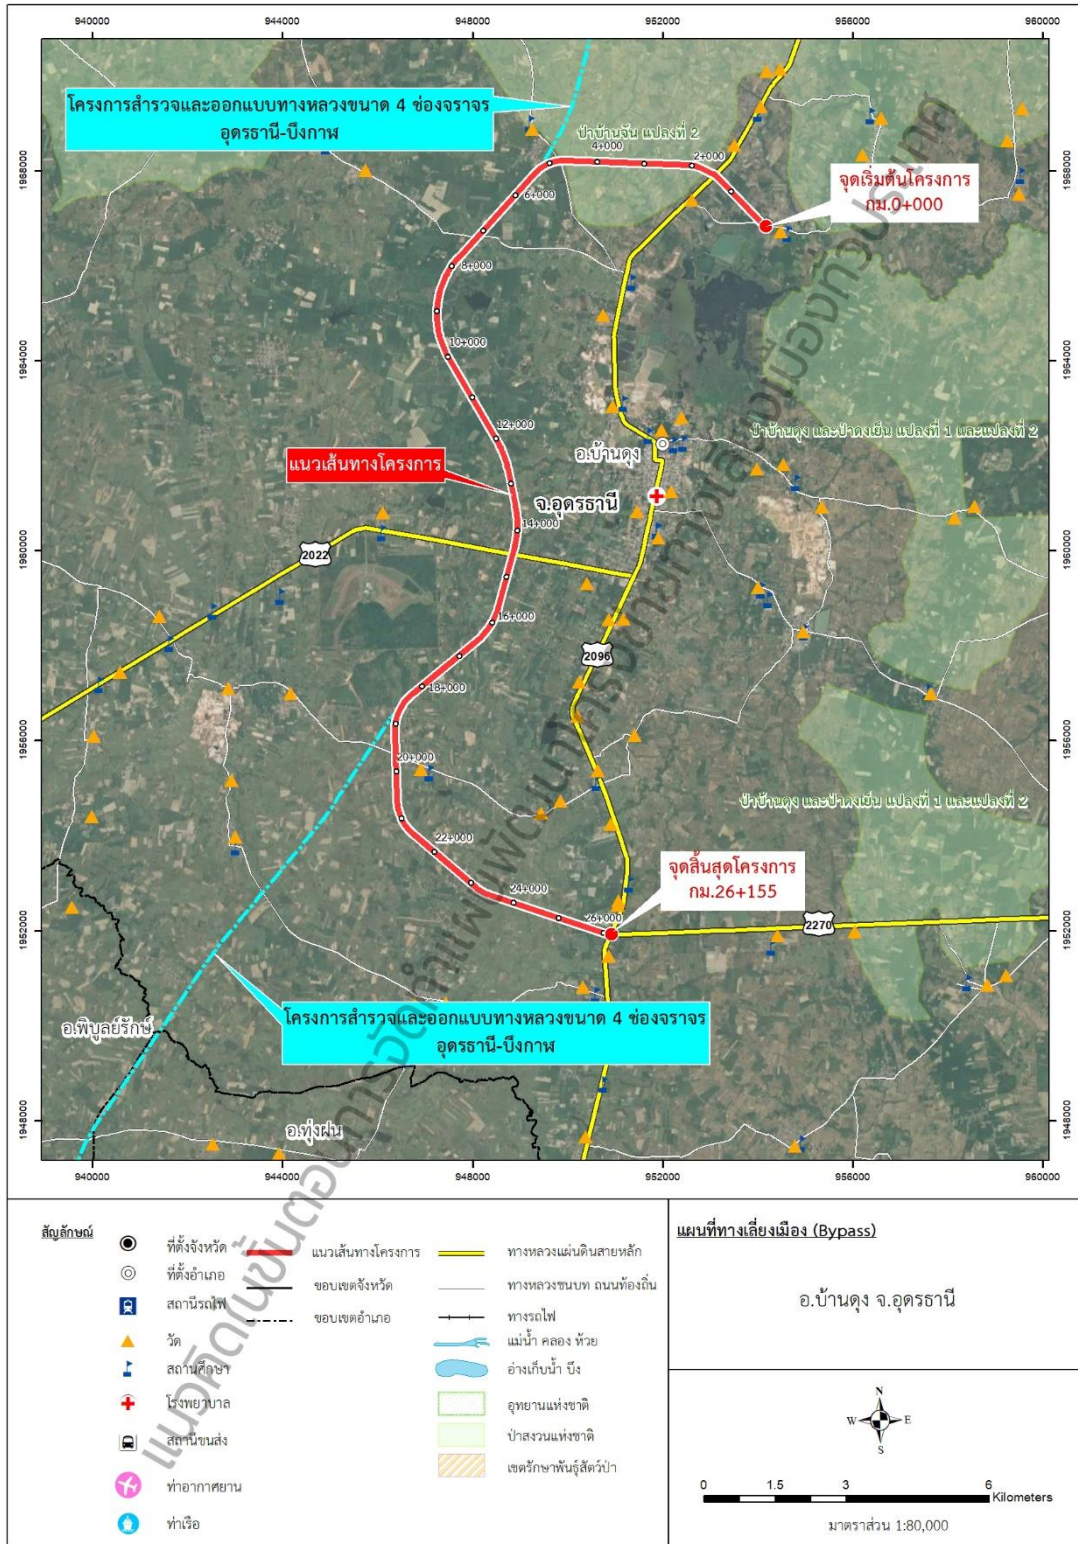 940000
944000
948000
952000
956000
960000
โครงการสำรวจและออกแบบทางหลวงขนาด 4 ช่องจราจร
อุดรธานี-บึงกาฬ
ป่าบ้านจัน แปลงที่ 2
4+000
2+000
1968000
1968000
จุดเริ่มต้นโครงการ
กม.0+000
6+000
8+000
10+000
1964000
1964000
12+000
ป่าบ้านดุง และป่าดงเย็น แปลงที่ 1 และแปลงที่ 2
อ.บ้านดุง
แนวเส้นทางโครงการ
จ.อุดรธานี
14+000
1960000
1960000
2022
16+000
2096
18+000
1956000
1956000
20+000
ป่าบ้านดุง และป่าดงเย็น แปลงที่ 1 และแปลงที่ 2
22+000
จุดสิ้นสุดโครงการ
กม.26+155
24+000
26+000
2270
1952000
1952000
โครงการสำรวจและออกแบบทางหลวงขนาด 4 ช่องจราจร
อุดรธานี-บึงกาฬ
อ.พิบูลย์รักษ์
1948000
1948000
อ.ทุ่งฝน
940000
944000
948000
952000
956000
960000
สัญลักษณ์
ที่ตั้งจังหวัด
ที่ตั้งอำเภอ
สถานีรถไฟ
วัด
สถานศึกษา
โรงพยาบาล
สถานีขนส่ง
ท่าอากาศยาน
ท่าเรือ
แนวเส้นทางโครงการ
ขอบเขตจังหวัด
ขอบเขตอำเภอ
ทางหลวงแผ่นดินสายหลัก
ทางหลวงชนบท ถนนท้องถิ่น
ทางรถไฟ
แม่น้ำ คลอง ห้วย
อ่างเก็บน้ำ บึง
อุทยานแห่งชาติ
ป่าสงวนแห่งชาติ
เขตรักษาพันธุ์สัตว์ป่า
แผนที่ทางเลี่ยงเมือง (Bypass)
อ.บ้านดุง จ.อุดรธานี
N
W
E
S
0
1.5
3
6
Kilometers
มาตราส่วน 1:80,000